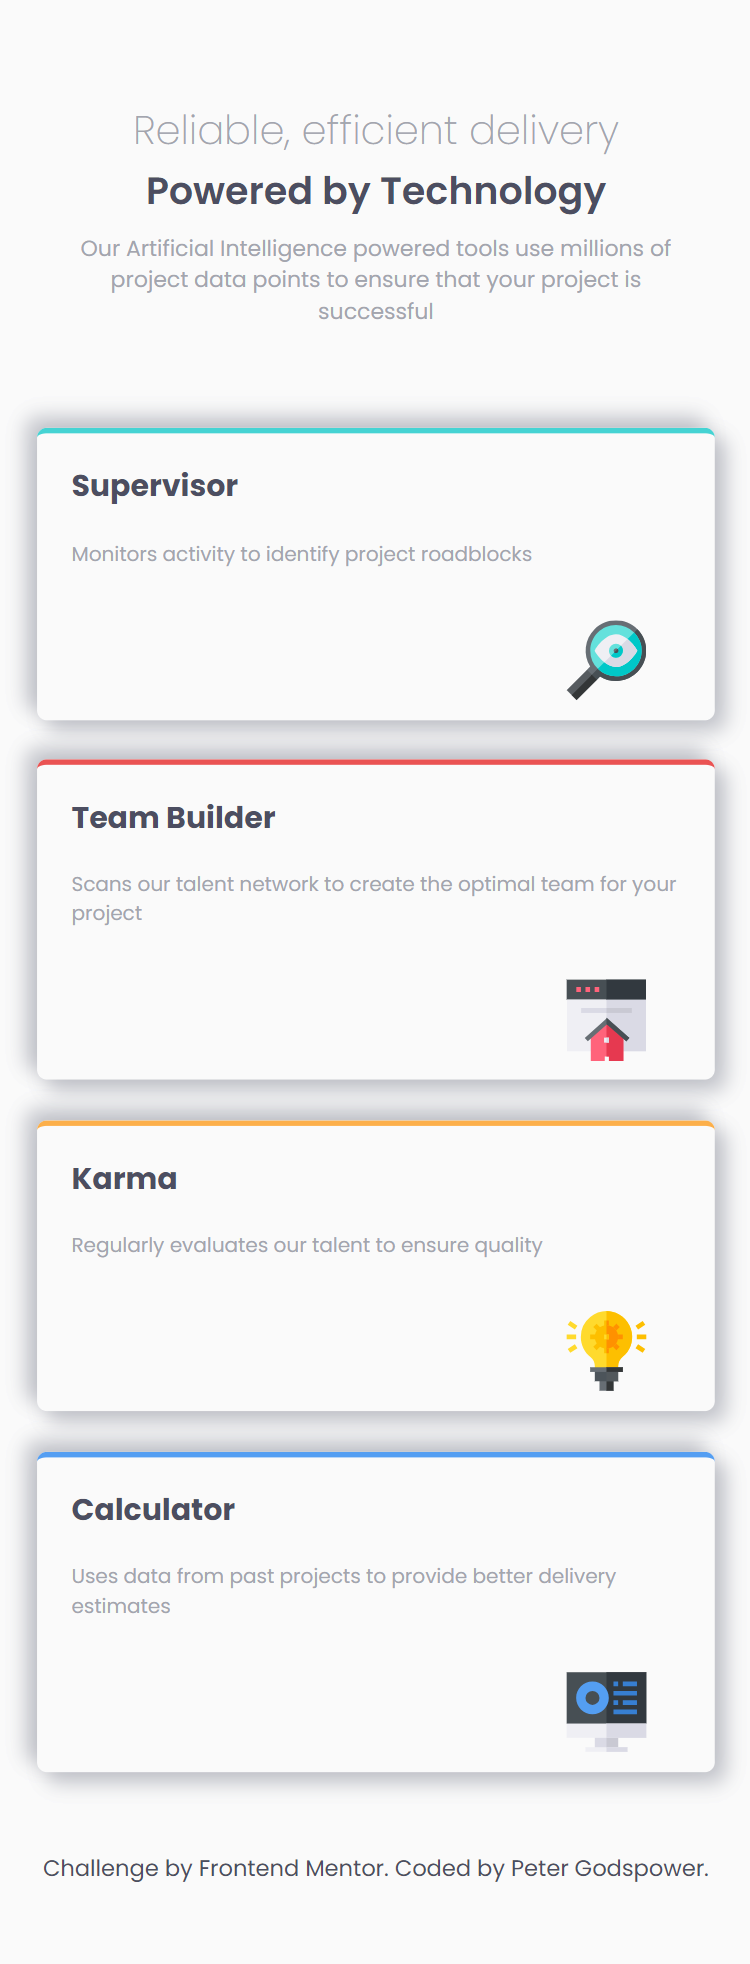 Reliable, efficient delivery
Powered by Technology
Our Artificial Intelligence powered tools use millions of
project data points to ensure that your project is
successful
Supervisor
Monitors activity to identify project roadblocks
Team Builder
Scans our talent network to create the optimal team for your
project
Karma
Regularly evaluates our talent to ensure quality
Calculator
Uses data from past projects to provide better delivery
estimates
Challenge by Frontend Mentor. Coded by Peter Godspower.